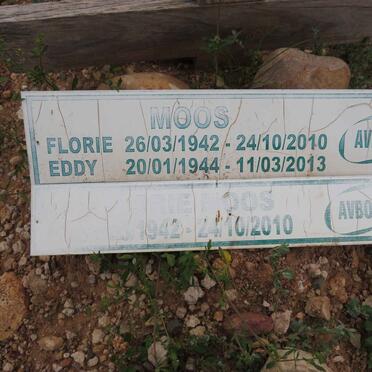 MOOS
FLORIE 26/03/1942 - 24/10/2010
EDDY 20/01/1944 - 11/03/2013
AV
MOOS
1942 - 24/10/2010
AVBO